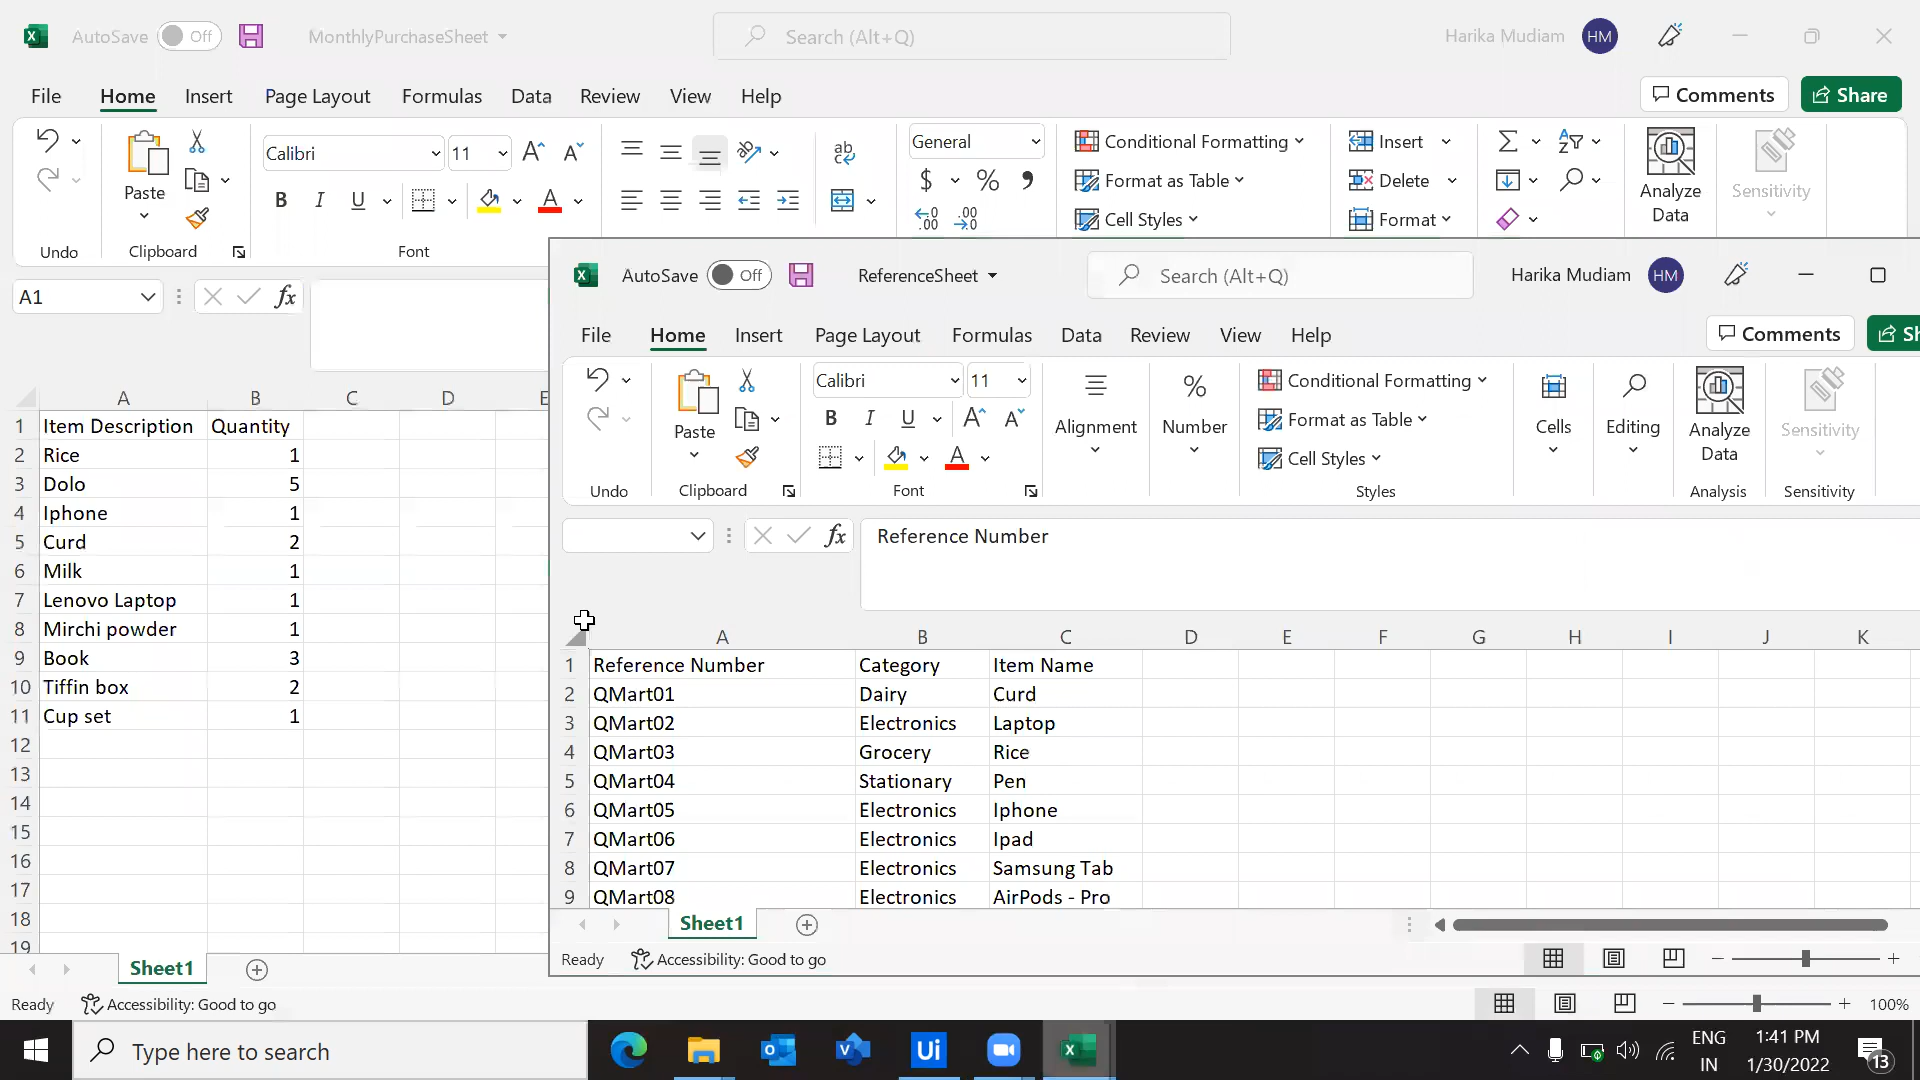 AutoSave Off MonthlyPurchaseSheet Search (Alt+Q) Harika Mudiam HM
File Home Insert Page Layout Formulas Data Review View Help Comments Share
Calibri 11 General Conditional Formatting Insert
Paste Format as Table Delete Analyze Data Sensitivity
B I U $ % Cell Styles Format
Undo Clipboard Font
A1 fx
A B C D E
1 Item Description Quantity
2 Rice 1
3 Dolo 5
4 Iphone 1
5 Curd 2
6 Milk 1
7 Lenovo Laptop 1
8 Mirchi powder 1
9 Book 3
10 Tiffin box 2
11 Cup set 1
12
13
14
15
16
17
18
19
Sheet1
Ready Accessibility: Good to go 100%
AutoSave Off ReferenceSheet Search (Alt+Q) Harika Mudiam HM
File Home Insert Page Layout Formulas Data Review View Help Comments Sh
Calibri 11 Conditional Formatting
Paste B I U Alignment Number Format as Table Cells Editing Analyze Data Sensitivity
Cell Styles
Undo Clipboard Font Styles Analysis Sensitivity
fx Reference Number
A B C D E F G H I J K
1 Reference Number Category Item Name
2 QMart01 Dairy Curd
3 QMart02 Electronics Laptop
4 QMart03 Grocery Rice
5 QMart04 Stationary Pen
6 QMart05 Electronics Iphone
7 QMart06 Electronics Ipad
8 QMart07 Electronics Samsung Tab
9 QMart08 Electronics AirPods - Pro
Sheet1
Ready Accessibility: Good to go
Type here to search Ui ENG 1:41 PM
IN 1/30/2022 13